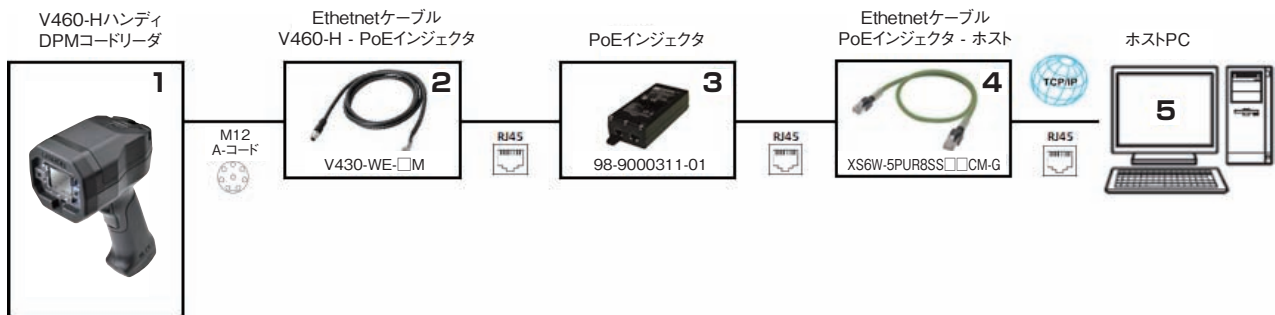 V460-Hハンディ
DPMコードリーダ
1
M12
A-コード
Ethetnetケーブル
V460-H - PoEインジェクタ
2
V430-WE-□M
RJ45
PoEインジェクタ
3
98-9000311-01
RJ45
Ethetnetケーブル
PoEインジェクタ - ホスト
4
XS6W-5PUR8SS□□CM-G
TCP/IP
RJ45
ホストPC
5